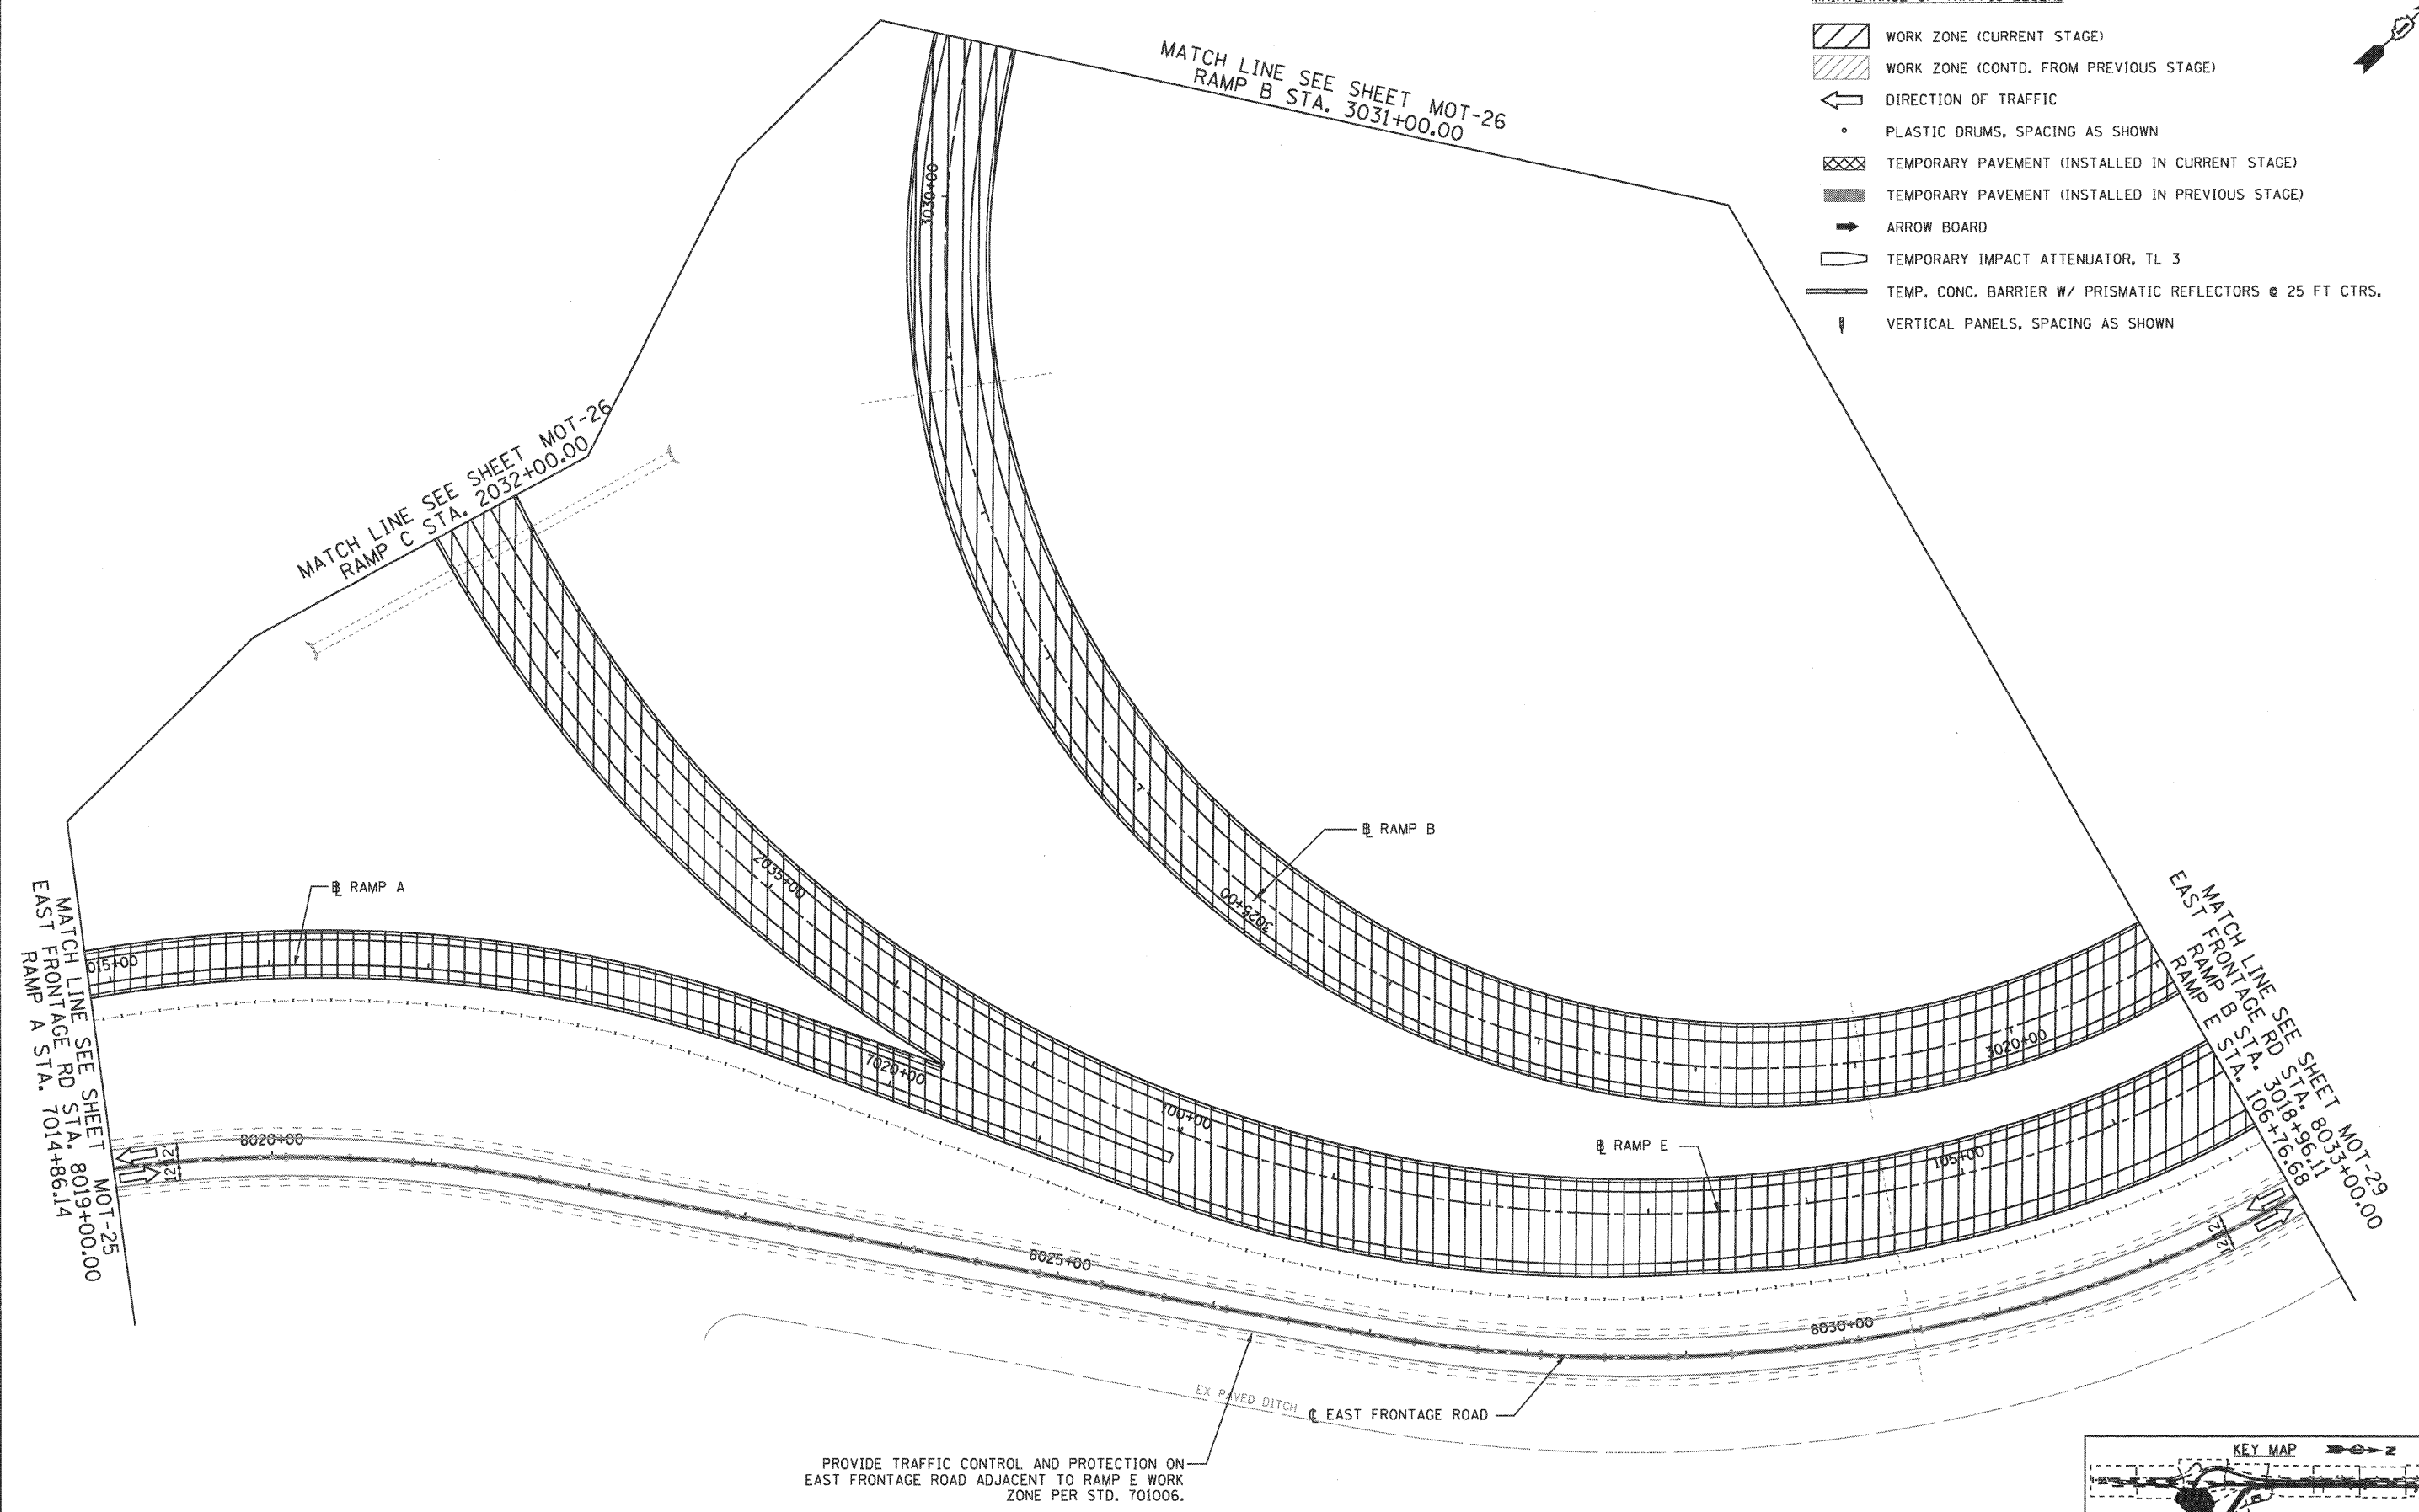 WORK ZONE (CURRENT STAGE)
WORK ZONE (CONTD. FROM PREVIOUS STAGE)
DIRECTION OF TRAFFIC
PLASTIC DRUMS, SPACING AS SHOWN
TEMPORARY PAVEMENT (INSTALLED IN CURRENT STAGE)
TEMPORARY PAVEMENT (INSTALLED IN PREVIOUS STAGE)
ARROW BOARD
TEMPORARY IMPACT ATTENUATOR, TL 3
TEMP. CONC. BARRIER W/ PRISMATIC REFLECTORS @ 25 FT CTRS.
VERTICAL PANELS, SPACING AS SHOWN
MATCH LINE SEE SHEET MOT-26
RAMP B STA. 3031+00.00
3030+00
MATCH LINE SEE SHEET MOT-26
RAMP C STA. 2032+00.00
℄ RAMP B
3025+00
2035+00
℄ RAMP A
015+00
MATCH LINE SEE SHEET MOT-25
EAST FRONTAGE RD STA. 8019+00.00
RAMP A STA. 7014+86.14
7020+00
100+00
3020+00
105+00
℄ RAMP E
MATCH LINE SEE SHEET MOT-29
EAST FRONTAGE RD STA. 8033+00.00
RAMP B STA. 3018+96.11
RAMP E STA. 106+76.68
8020+00
12'
12'
8025+00
8030+00
12'
12'
EX PAVED DITCH
℄ EAST FRONTAGE ROAD
PROVIDE TRAFFIC CONTROL AND PROTECTION ON
EAST FRONTAGE ROAD ADJACENT TO RAMP E WORK
ZONE PER STD. 701006.
KEY MAP
Z